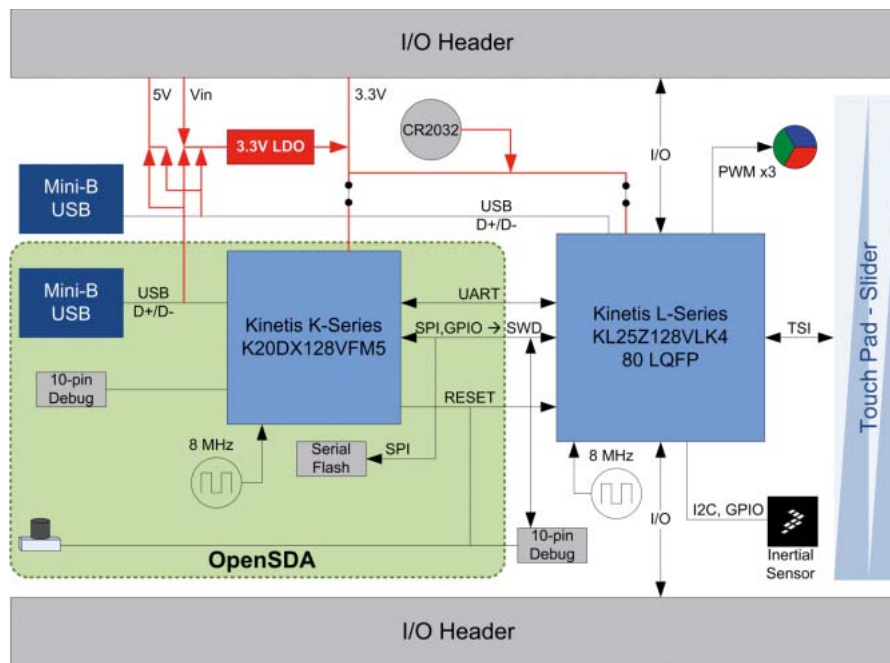 I/O Header
5V
Vin
3.3V
3.3V LDO
CR2032
I/O
PWM x3
Mini-B
USB
USB
D+/D-
Mini-B
USB
USB
D+/D-
Kinetis K-Series
K20DX128VFM5
UART
SPI,GPIO → SWD
RESET
Kinetis L-Series
KL25Z128VLK4
80 LQFP
TSI
Touch Pad - Slider
10-pin
Debug
8 MHz
Serial
Flash
SPI
8 MHz
I/O
I2C, GPIO
10-pin
Debug
Inertial
Sensor
OpenSDA
I/O Header